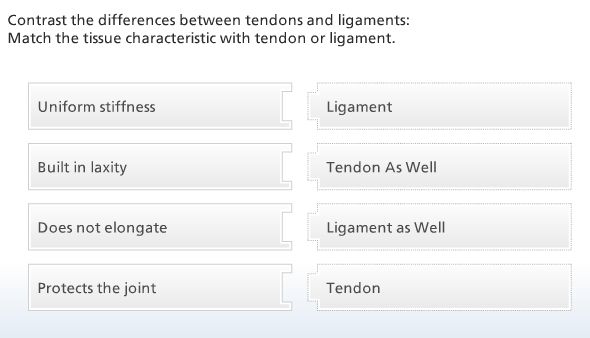 Contrast the differences between tendons and ligaments:
Match the tissue characteristic with tendon or ligament.
Uniform stiffness
Ligament
Built in laxity
Tendon As Well
Does not elongate
Ligament as Well
Protects the joint
Tendon